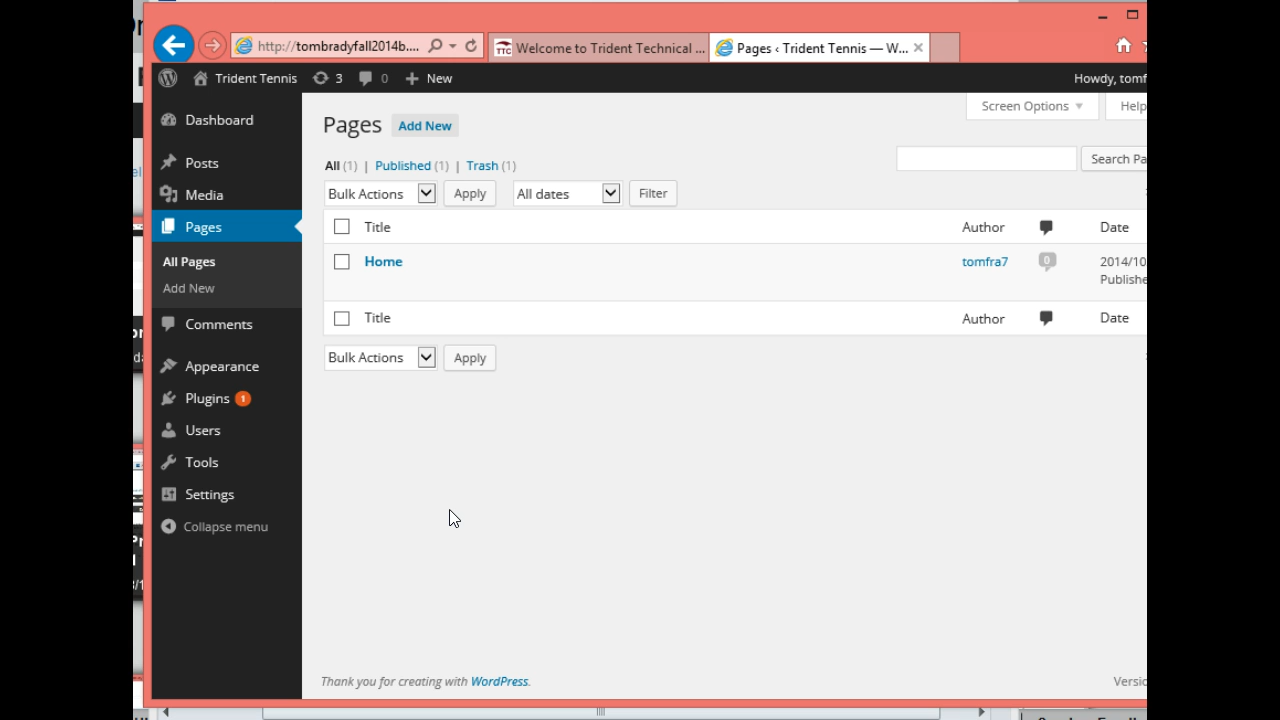 http://tombradyfall2014b....
TTC Welcome to Trident Technical ...
Pages ‹ Trident Tennis — W...
Trident Tennis 3 0 New Howdy, tomf
Screen Options Help
Dashboard
Posts
Media
Pages
All Pages
Add New
Comments
Appearance
Plugins 1
Users
Tools
Settings
Collapse menu
Pages Add New
All (1) | Published (1) | Trash (1)
Search Pa
Bulk Actions Apply All dates Filter
Title Author Date
Home tomfra7 0 2014/10
Publishe
Title Author Date
Bulk Actions Apply
Thank you for creating with WordPress. Versio